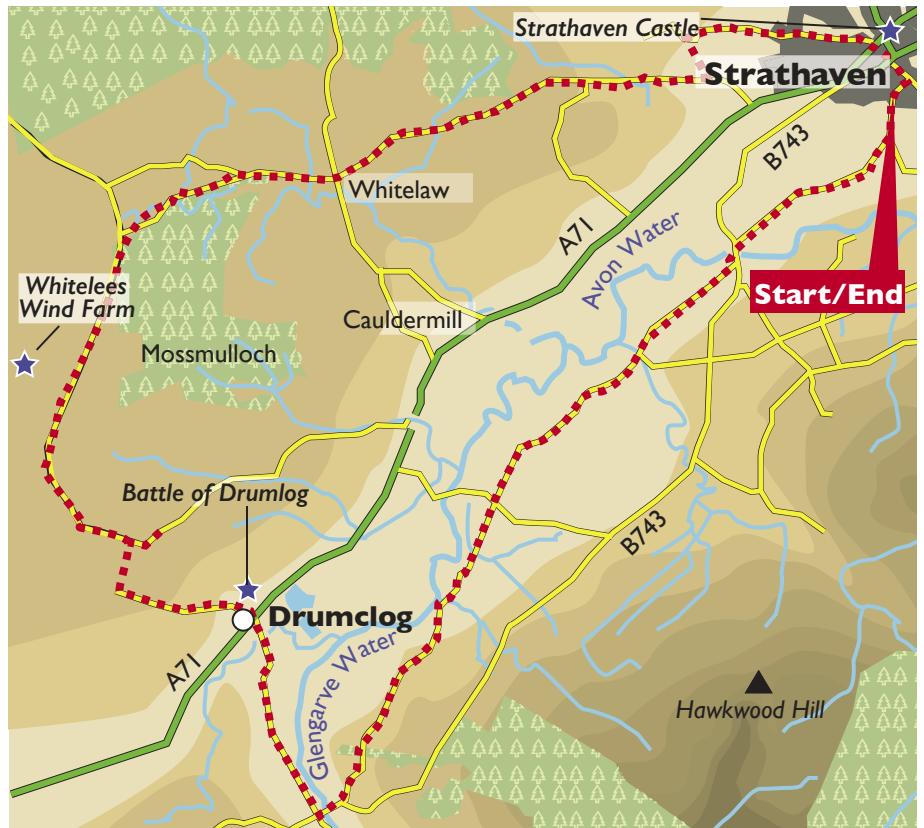 Strathaven Castle
Strathaven
B743
Whitelaw
A71
Avon Water
Whitelees
Wind Farm
Start/End
Cauldermill
Mossmulloch
Battle of Drumlog
B743
Drumclog
A71
Glengarve Water
Hawkwood Hill